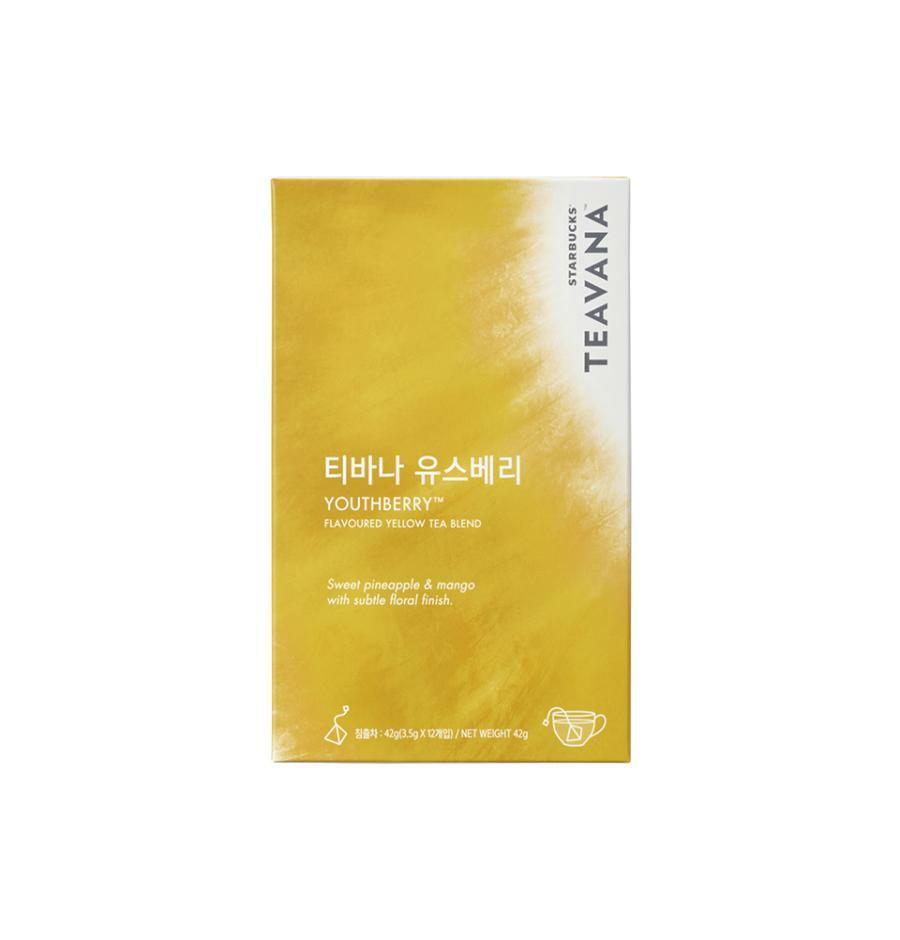 STARBUCKS
TEAVANA™
티바나 유스베리
YOUTHBERRY™
FLAVOURED YELLOW TEA BLEND
Sweet pineapple & mango
with subtle floral finish.
침출차 : 42g(3.5g X 12개입) / NET WEIGHT 42g